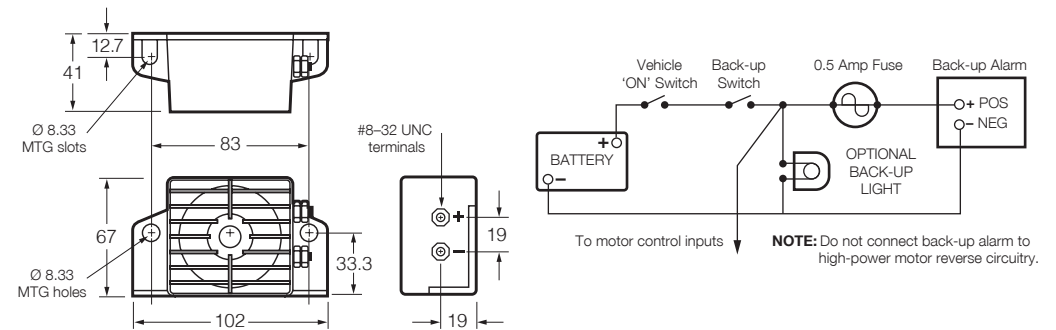 12.7
41
Ø 8.33
MTG slots
83
#8–32 UNC
terminals
67
Ø 8.33
MTG holes
33.3
102
+
–
19
19
Vehicle
‘ON’ Switch
Back-up
Switch
0.5 Amp Fuse
Back-up Alarm
+ POS
– NEG
+
BATTERY
–
OPTIONAL
BACK-UP
LIGHT
To motor control inputs
NOTE: Do not connect back-up alarm to
high-power motor reverse circuitry.